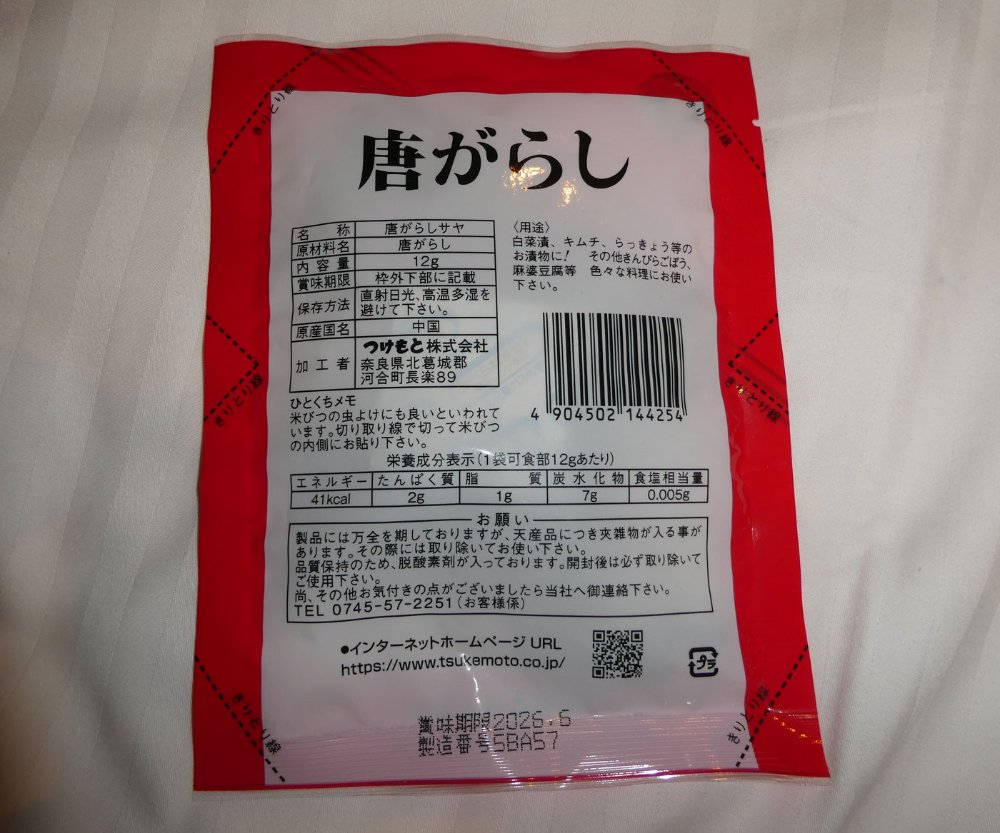 きりとり線
きりとり線
唐がらし
名称 唐がらしサヤ
原材料名 唐がらし
内容量 12g
賞味期限 枠外下部に記載
保存方法 直射日光、高温多湿を
避けて下さい。
原産国名 中国
加工者 つけもと株式会社
奈良県北葛城郡
河合町長楽89
〈用途〉
白菜漬、キムチ、らっきょう等の
お漬物に! その他きんぴらごぼう、
麻婆豆腐等 色々な料理にお使い
下さい。
4 904502 144254
きりとり線
きりとり線
ひとくちメモ
米びつの虫よけにも良いといわれて
います。切り取り線で切って米びつ
の内側にお貼り下さい。
栄養成分表示(1袋可食部12gあたり)
エネルギー たんぱく質 脂質 炭水化物 食塩相当量
41kcal 2g 1g 7g 0.005g
お願い
製品には万全を期しておりますが、天産品につき夾雑物が入る事が
あります。その際には取り除いてお使い下さい。
品質保持のため、脱酸素剤が入っております。開封後は必ず取り除いて
ご使用下さい。
尚、その他お気付きの点がございましたら当社へ御連絡下さい。
TEL 0745-57-2251(お客様係)
●インターネットホームページ URL
https://www.tsukemoto.co.jp/
プラ
きりとり線
きりとり線
賞味期限2026.6
製造番号5BA57